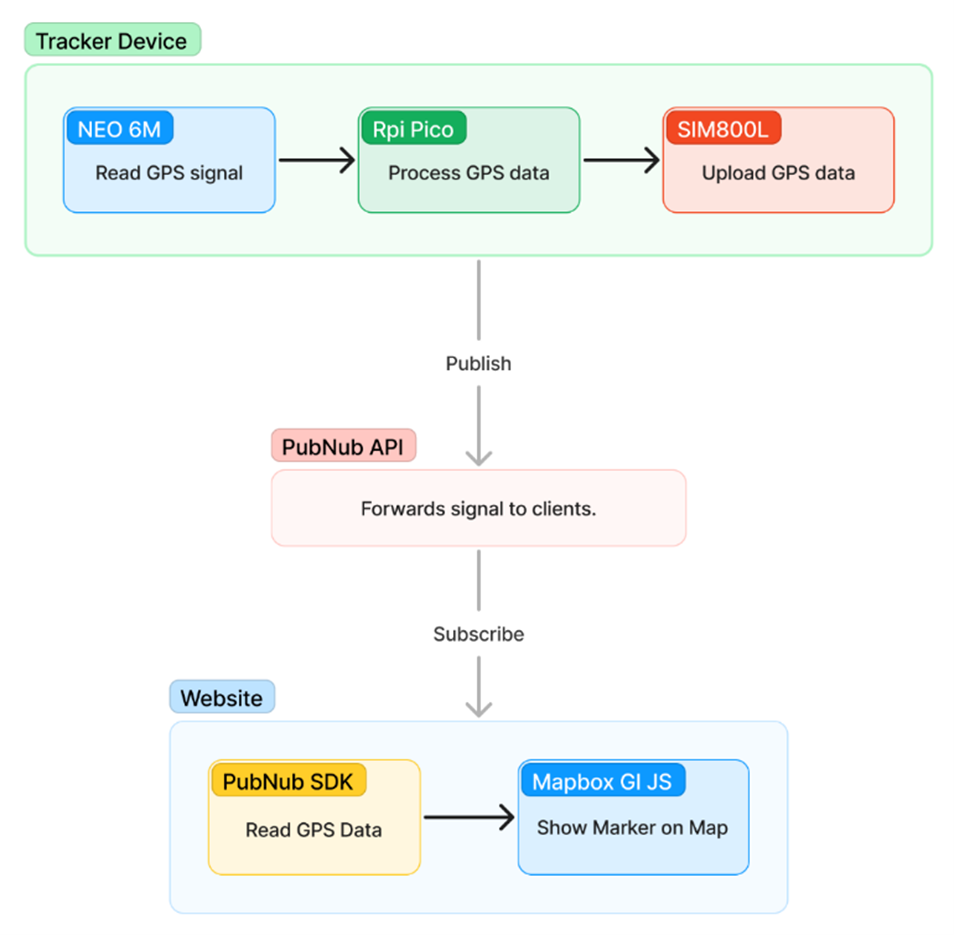 Tracker Device
NEO 6M
Read GPS signal
Rpi Pico
Process GPS data
SIM800L
Upload GPS data
Publish
PubNub API
Forwards signal to clients.
Subscribe
Website
PubNub SDK
Read GPS Data
Mapbox Gl JS
Show Marker on Map